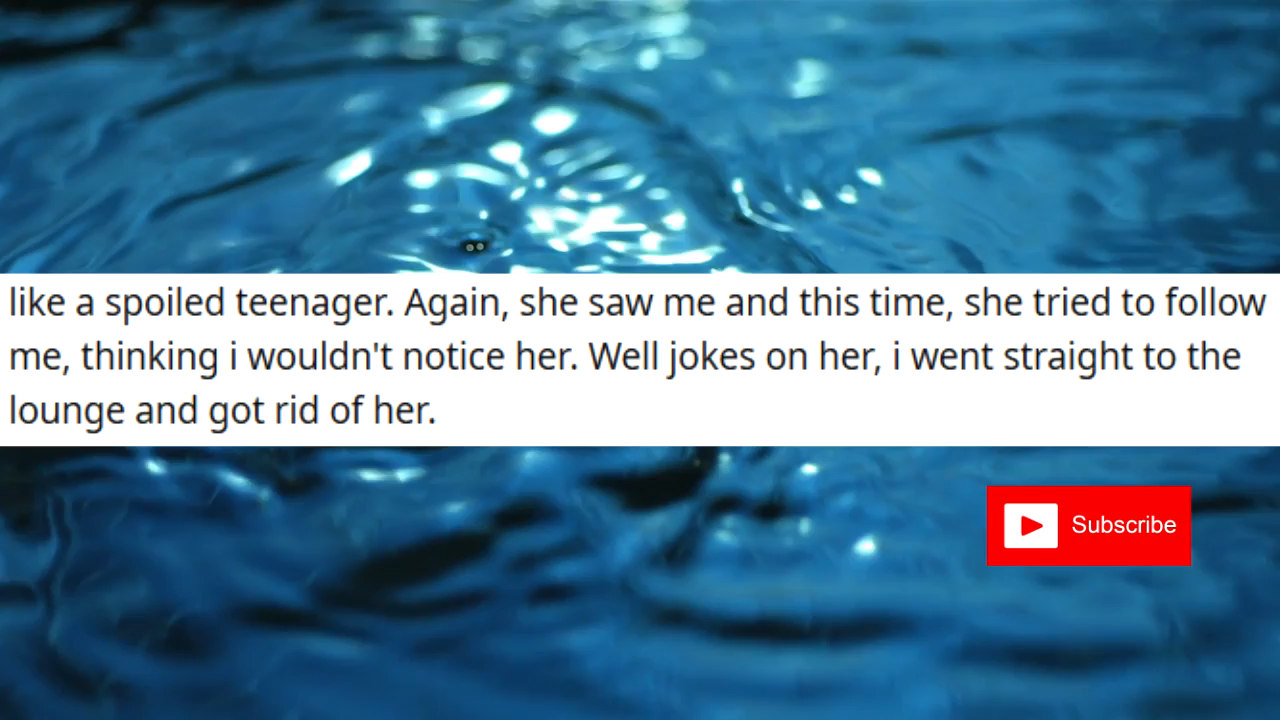 like a spoiled teenager. Again, she saw me and this time, she tried to follow
me, thinking i wouldn't notice her. Well jokes on her, i went straight to the
lounge and got rid of her.
Subscribe